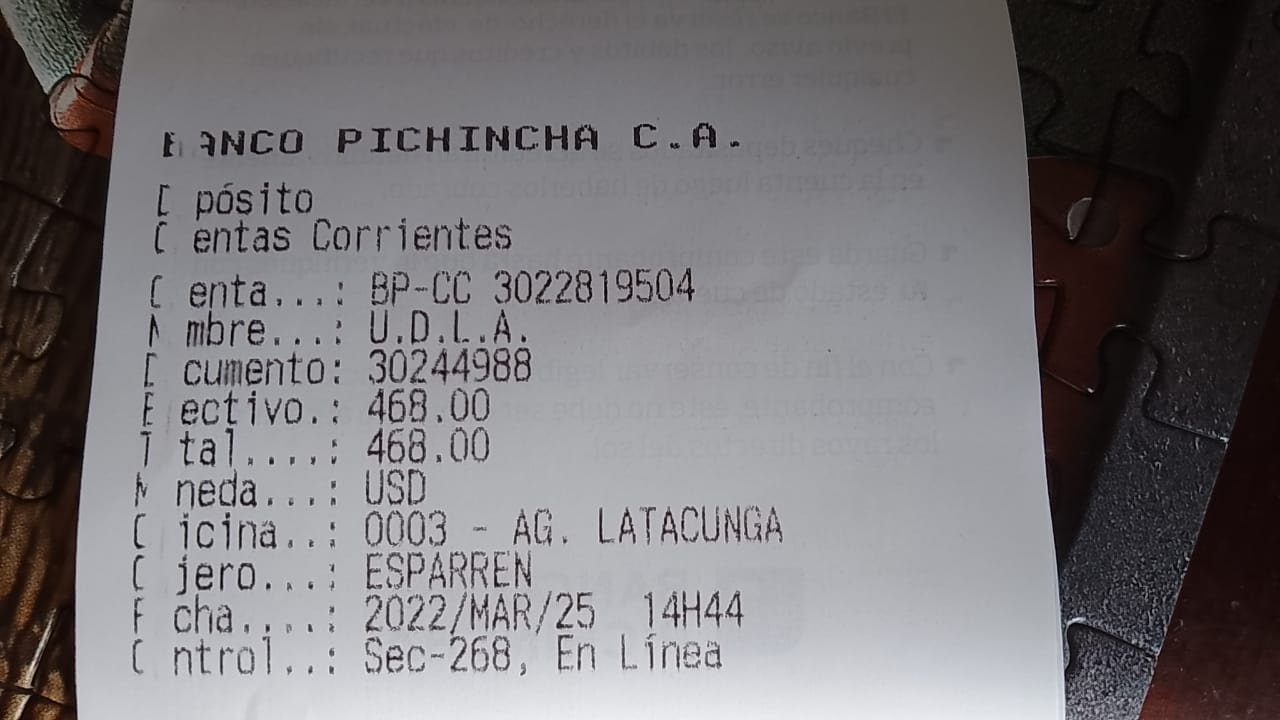 BANCO PICHINCHA C.A.
D pósito
C entas Corrientes
C enta...: BP-CC 3022819504
N mbre...: U.D.L.A.
D cumento: 30244988
E ectivo.: 468.00
T tal....: 468.00
M neda...: USD
O icina..: 0003 - AG. LATACUNGA
C jero...: ESPARREN
F cha....: 2022/MAR/25 14H44
C ntrol..: Sec-268, En Línea